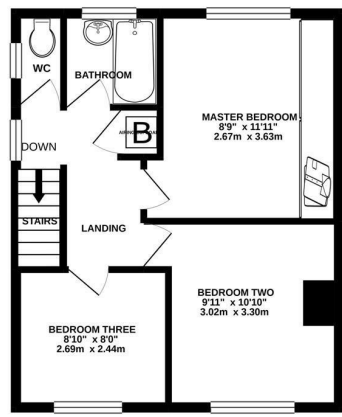 WC
BATHROOM
B
MASTER BEDROOM
8'9" x 11'11"
2.67m x 3.63m
DOWN
STAIRS
LANDING
BEDROOM TWO
9'11" x 10'10"
3.02m x 3.30m
BEDROOM THREE
8'10" x 8'0"
2.69m x 2.44m